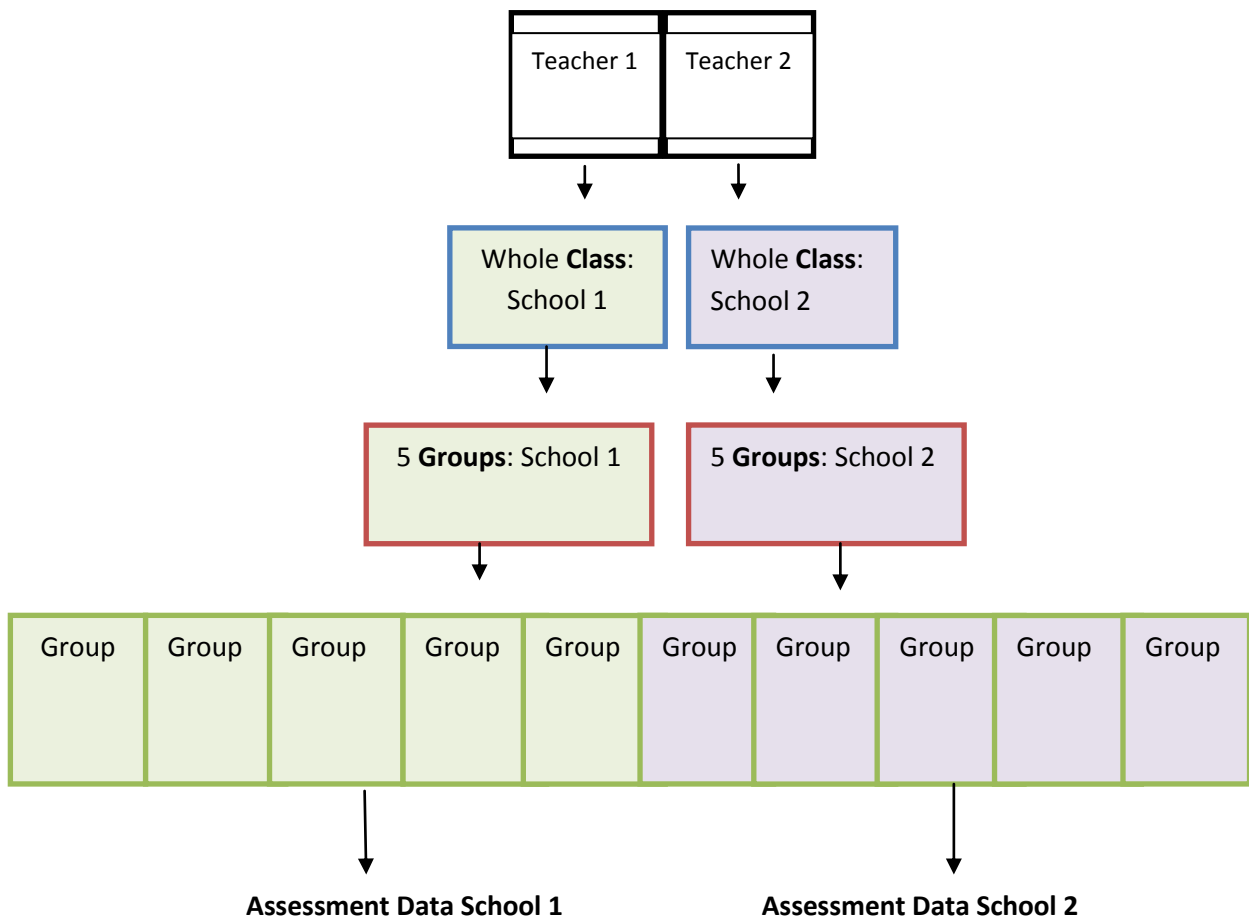 Teacher 1
Teacher 2
Whole Class:
School 1
Whole Class:
School 2
5 Groups: School 1
5 Groups: School 2
Group
Group
Group
Group
Group
Group
Group
Group
Group
Group
Assessment Data School 1
Assessment Data School 2